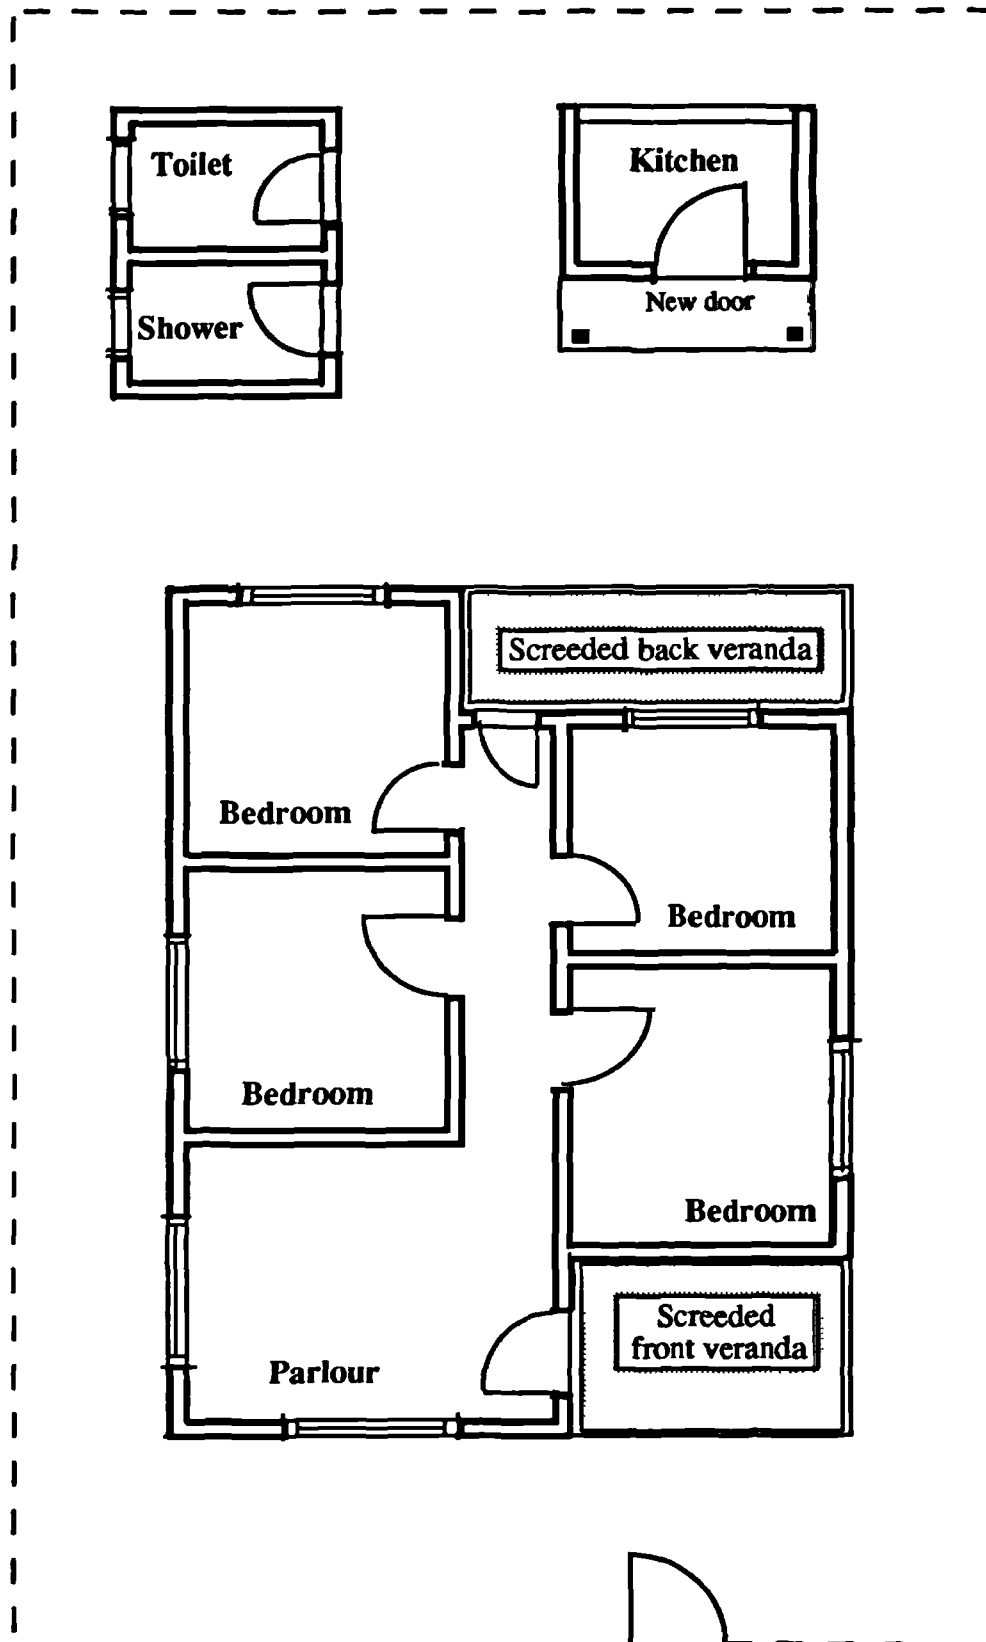 Toilet
Kitchen
New door
Shower
Screeded back veranda
Bedroom
Bedroom
Bedroom
Bedroom
Screeded
front veranda
Parlour